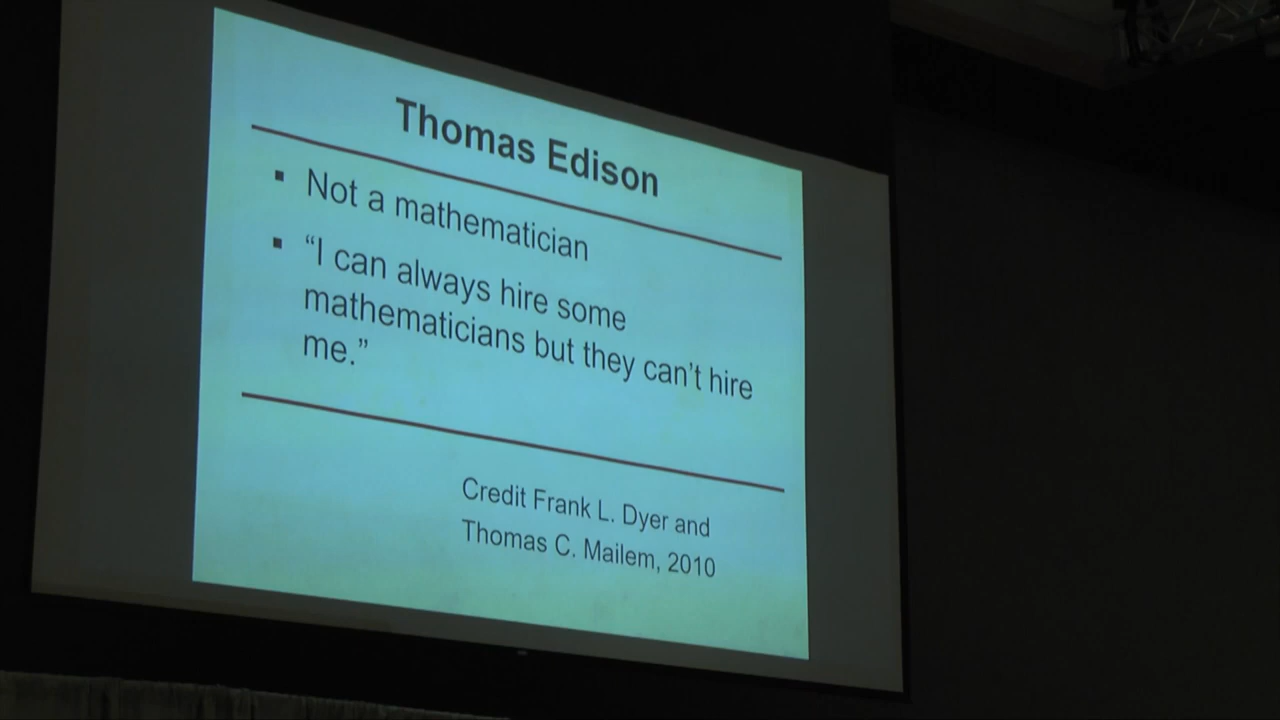 Thomas Edison
▪ Not a mathematician
▪ “I can always hire some
mathematicians but they can’t hire
me.”
Credit Frank L. Dyer and
Thomas C. Mailem, 2010